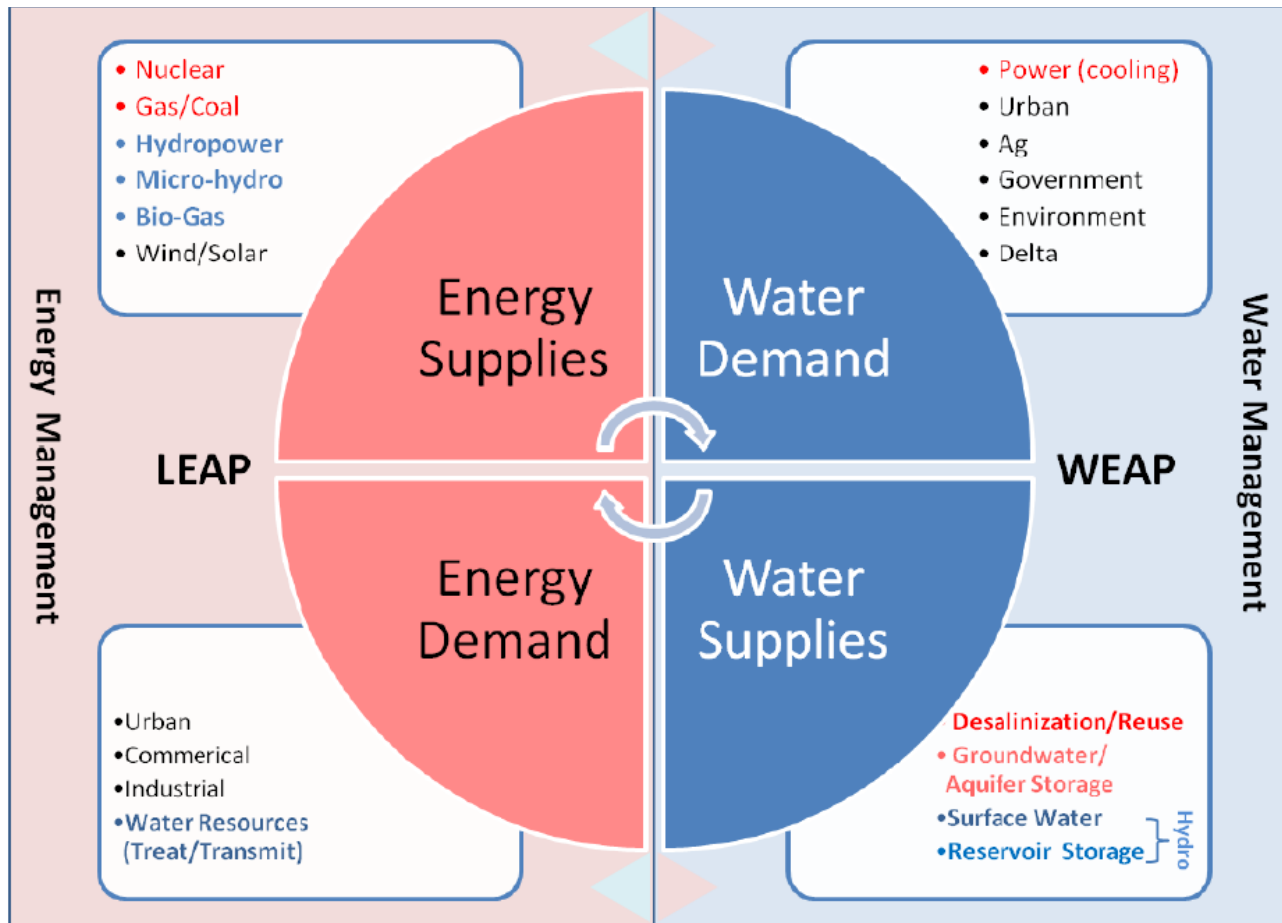 • Nuclear
• Gas/Coal
• Hydropower
• Micro-hydro
• Bio-Gas
• Wind/Solar
• Power (cooling)
• Urban
• Ag
• Government
• Environment
• Delta
Energy
Supplies
Water
Demand
Energy Management
LEAP
WEAP
Water Management
Energy
Demand
Water
Supplies
•Urban
•Commerical
•Industrial
•Water Resources
(Treat/Transmit)
Desalinization/Reuse
• Groundwater/
Aquifer Storage
•Surface Water
•Reservoir Storage
Hydro